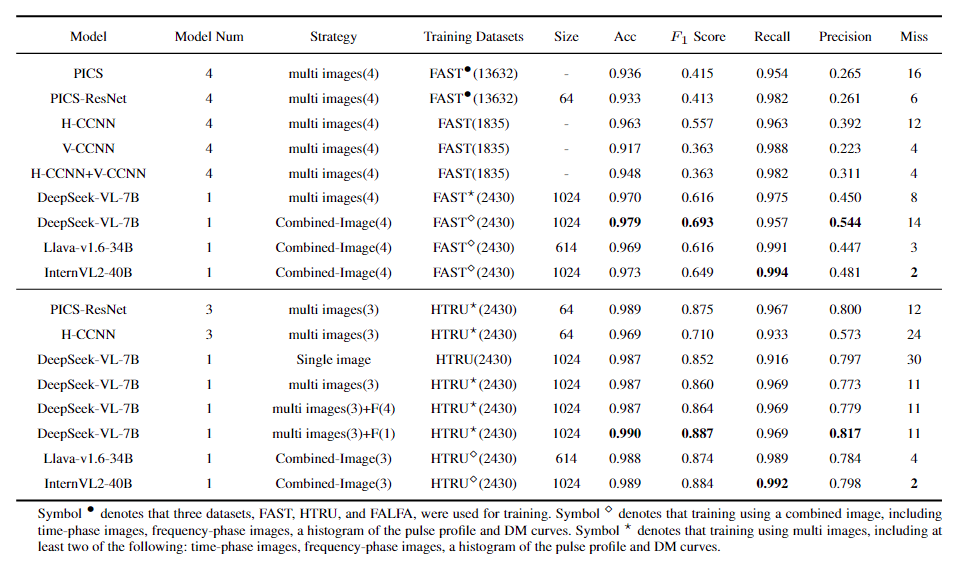 Model Model Num Strategy Training Datasets Size Acc F₁ Score Recall Precision Miss
PICS 4 multi images(4) FAST●(13632) - 0.936 0.415 0.954 0.265 16
PICS-ResNet 4 multi images(4) FAST●(13632) 64 0.933 0.413 0.982 0.261 6
H-CCNN 4 multi images(4) FAST(1835) - 0.963 0.557 0.963 0.392 12
V-CCNN 4 multi images(4) FAST(1835) - 0.917 0.363 0.988 0.223 4
H-CCNN+V-CCNN 4 multi images(4) FAST(1835) - 0.948 0.363 0.982 0.311 4
DeepSeek-VL-7B 1 multi images(4) FAST⋆(2430) 1024 0.970 0.616 0.975 0.450 8
DeepSeek-VL-7B 1 Combined-Image(4) FAST◇(2430) 1024 0.979 0.693 0.957 0.544 14
Llava-v1.6-34B 1 Combined-Image(4) FAST◇(2430) 614 0.969 0.616 0.991 0.447 3
InternVL2-40B 1 Combined-Image(4) FAST◇(2430) 1024 0.973 0.649 0.994 0.481 2
PICS-ResNet 3 multi images(3) HTRU⋆(2430) 64 0.989 0.875 0.967 0.800 12
H-CCNN 3 multi images(3) HTRU⋆(2430) 64 0.969 0.710 0.933 0.573 24
DeepSeek-VL-7B 1 Single image HTRU(2430) 1024 0.987 0.852 0.916 0.797 30
DeepSeek-VL-7B 1 multi images(3) HTRU⋆(2430) 1024 0.987 0.860 0.969 0.773 11
DeepSeek-VL-7B 1 multi images(3)+F(4) HTRU⋆(2430) 1024 0.987 0.864 0.969 0.779 11
DeepSeek-VL-7B 1 multi images(3)+F(1) HTRU⋆(2430) 1024 0.990 0.887 0.969 0.817 11
Llava-v1.6-34B 1 Combined-Image(3) HTRU◇(2430) 614 0.988 0.874 0.989 0.784 4
InternVL2-40B 1 Combined-Image(3) HTRU◇(2430) 1024 0.989 0.884 0.992 0.798 2
Symbol ● denotes that three datasets, FAST, HTRU, and FALFA, were used for training. Symbol ◇ denotes that training using a combined image, including
time-phase images, frequency-phase images, a histogram of the pulse profile and DM curves. Symbol ⋆ denotes that training using multi images, including at
least two of the following: time-phase images, frequency-phase images, a histogram of the pulse profile and DM curves.